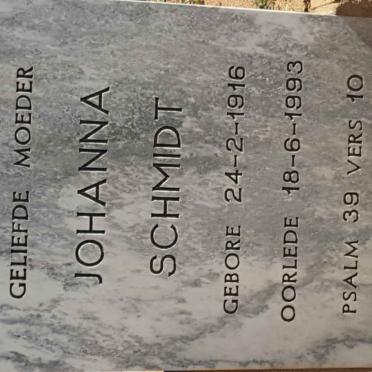 GELIEFDE MOEDER
JOHANNA
SCHMIDT
GEBORE 24-2-1916
OORLEDE 18-6-1993
PSALM 39 VERS 10